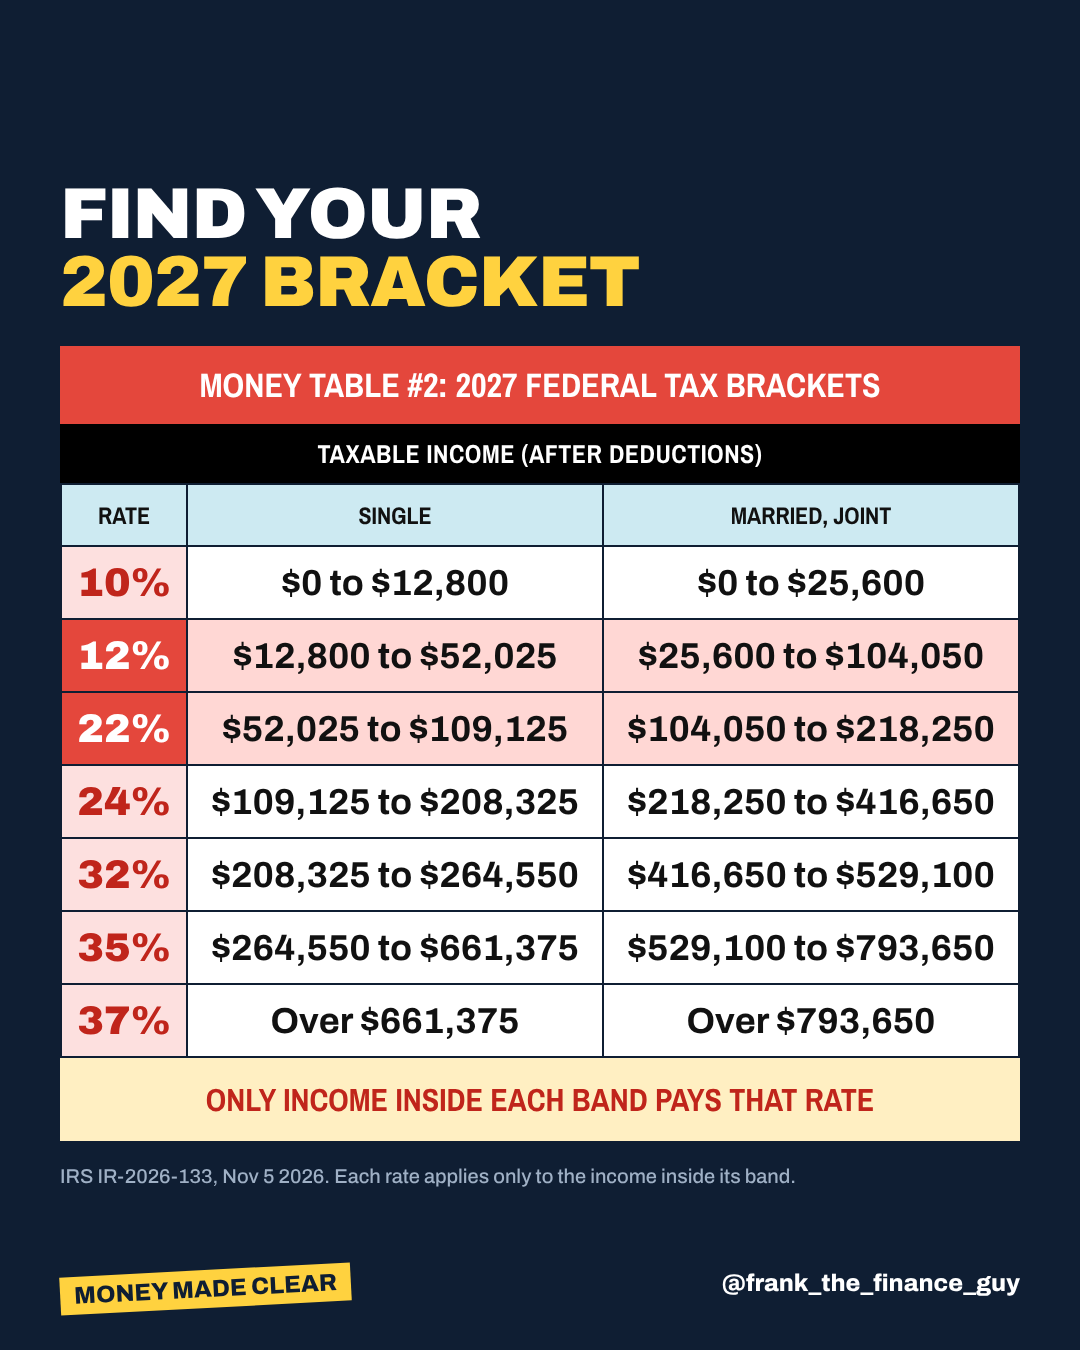 FIND YOUR
2027 BRACKET
MONEY TABLE #2: 2027 FEDERAL TAX BRACKETS
TAXABLE INCOME (AFTER DEDUCTIONS)
RATE SINGLE MARRIED, JOINT
10% $0 to $12,800 $0 to $25,600
12% $12,800 to $52,025 $25,600 to $104,050
22% $52,025 to $109,125 $104,050 to $218,250
24% $109,125 to $208,325 $218,250 to $416,650
32% $208,325 to $264,550 $416,650 to $529,100
35% $264,550 to $661,375 $529,100 to $793,650
37% Over $661,375 Over $793,650
ONLY INCOME INSIDE EACH BAND PAYS THAT RATE
IRS IR-2026-133, Nov 5 2026. Each rate applies only to the income inside its band.
MONEY MADE CLEAR
@frank_the_finance_guy